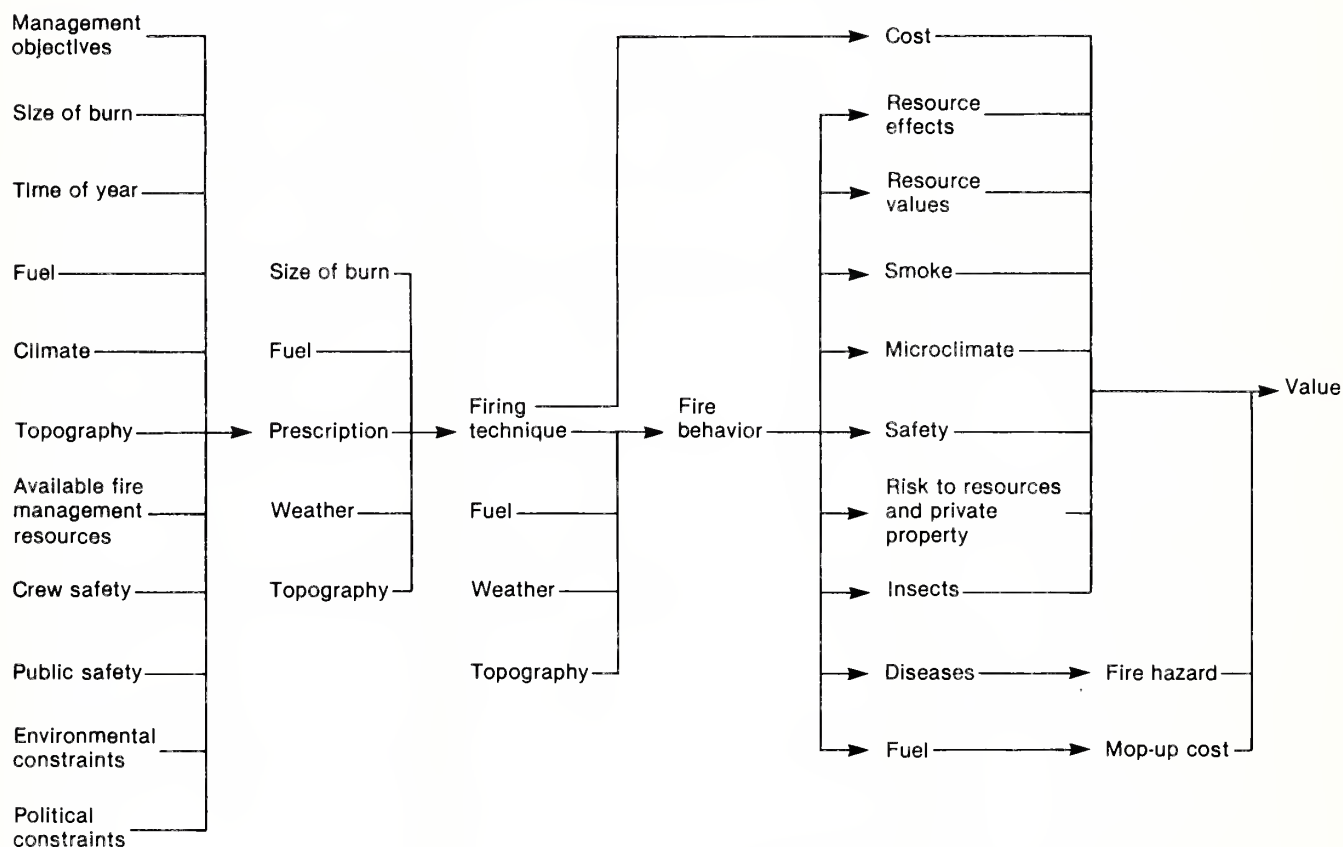 Management
objectives
Size of burn
Time of year
Fuel
Climate
Topography
Available fire
management
resources
Crew safety
Public safety
Environmental
constraints
Political
constraints
Size of burn
Fuel
Prescription
Weather
Topography
Firing
technique
Fuel
Weather
Topography
Fire
behavior
Cost
Resource
effects
Resource
values
Smoke
Microclimate
Safety
Risk to resources
and private
property
Insects
Diseases
Fuel
Fire hazard
Mop-up cost
Value